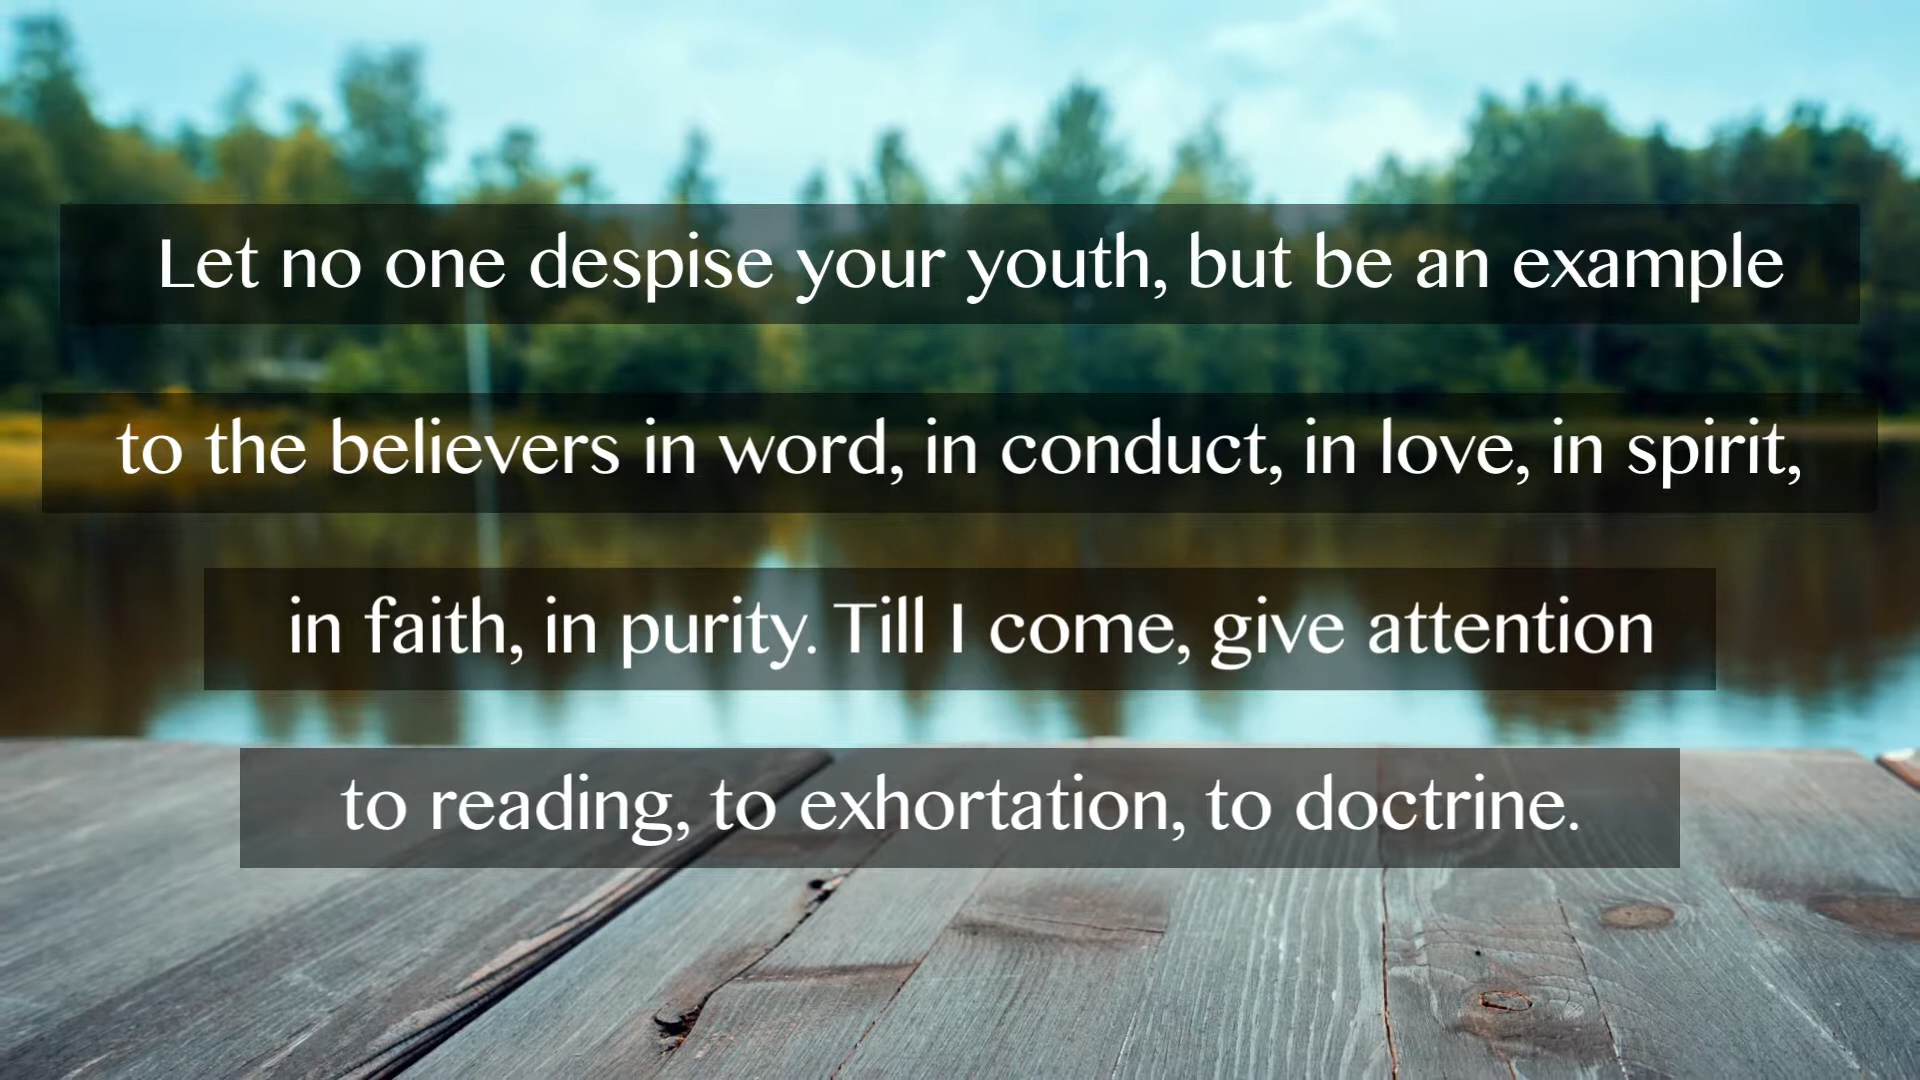 Let no one despise your youth, but be an example
to the believers in word, in conduct, in love, in spirit,
in faith, in purity. Till I come, give attention
to reading, to exhortation, to doctrine.